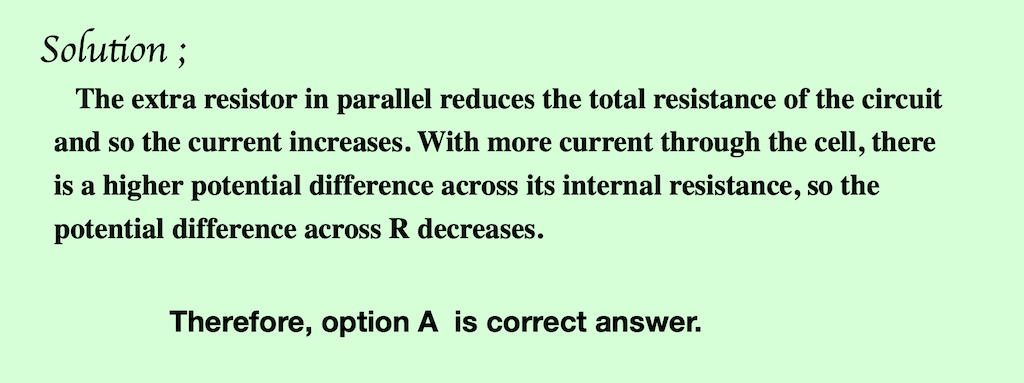 Solution ;
The extra resistor in parallel reduces the total resistance of the circuit
and so the current increases. With more current through the cell, there
is a higher potential difference across its internal resistance, so the
potential difference across R decreases.
Therefore, option A is correct answer.